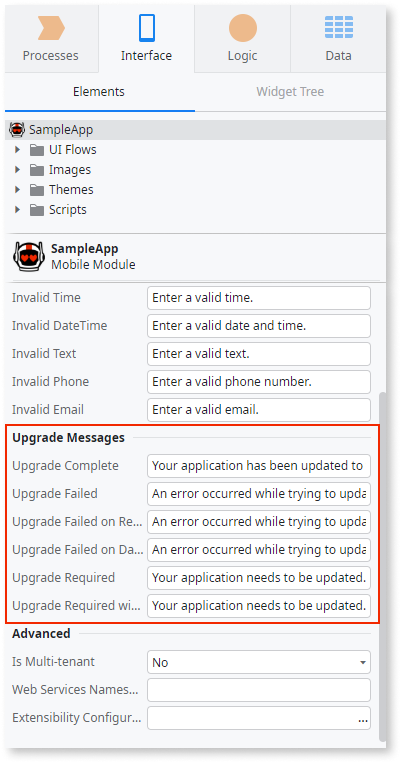 Processes Interface Logic Data
Elements Widget Tree
SampleApp
UI Flows
Images
Themes
Scripts
SampleApp
Mobile Module
Invalid Time Enter a valid time.
Invalid DateTime Enter a valid date and time.
Invalid Text Enter a valid text.
Invalid Phone Enter a valid phone number.
Invalid Email Enter a valid email.
Upgrade Messages
Upgrade Complete Your application has been updated to
Upgrade Failed An error occurred while trying to upda
Upgrade Failed on Re... An error occurred while trying to upda
Upgrade Failed on Da... An error occurred while trying to upda
Upgrade Required Your application needs to be updated.
Upgrade Required wi... Your application needs to be updated.
Advanced
Is Multi-tenant No
Web Services Names...
Extensibility Configur... ...